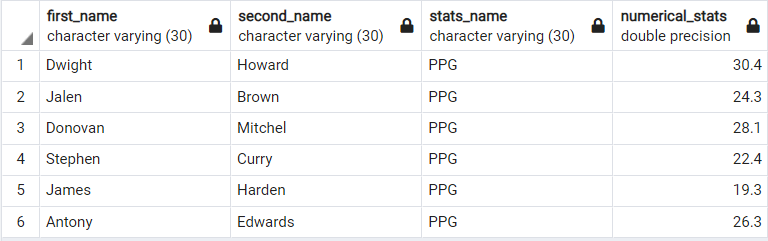 first_name second_name stats_name numerical_stats
character varying (30) character varying (30) character varying (30) double precision
1 Dwight Howard PPG 30.4
2 Jalen Brown PPG 24.3
3 Donovan Mitchel PPG 28.1
4 Stephen Curry PPG 22.4
5 James Harden PPG 19.3
6 Antony Edwards PPG 26.3